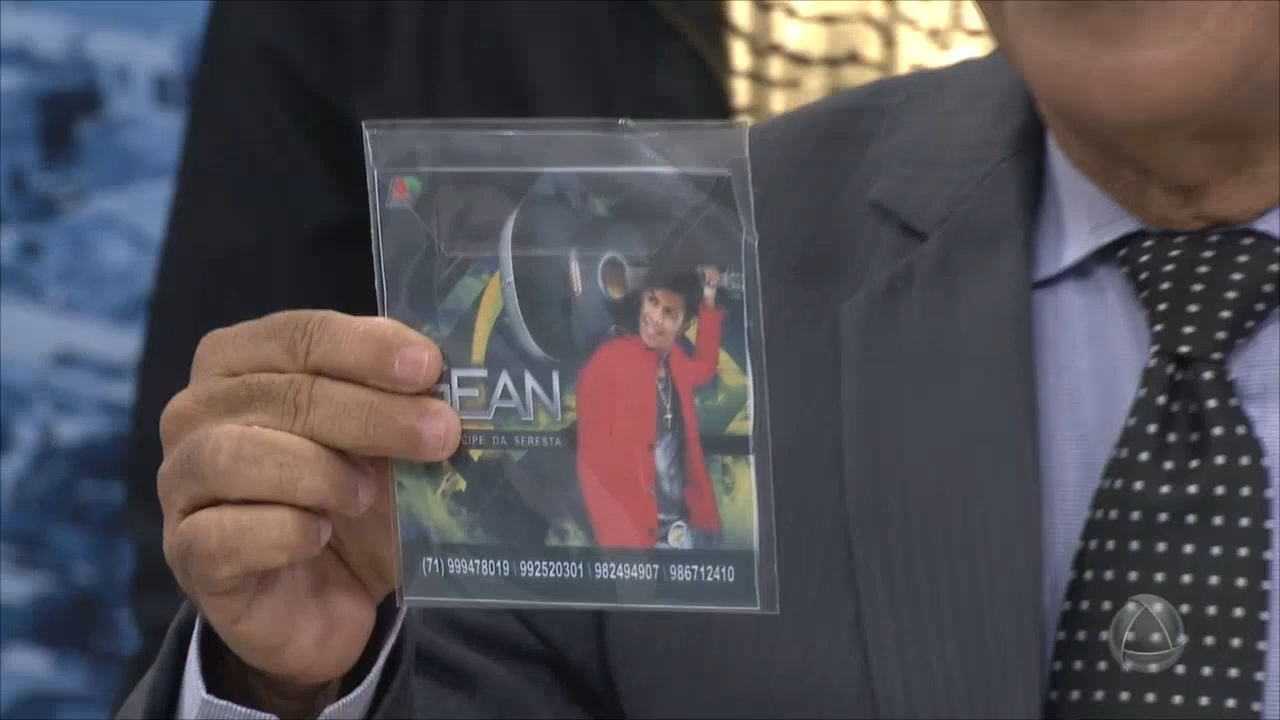 GEAN
CIPE DA SERESTA
(71) 999478019 | 992520301 | 982494907 | 986712410